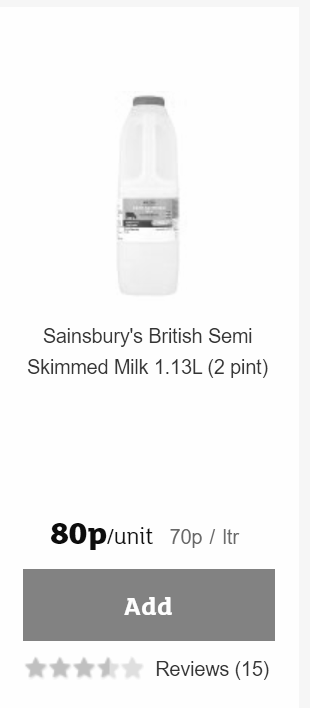 Sainsbury's British Semi
Skimmed Milk 1.13L (2 pint)
80p/unit 70p / ltr
Add
Reviews (15)